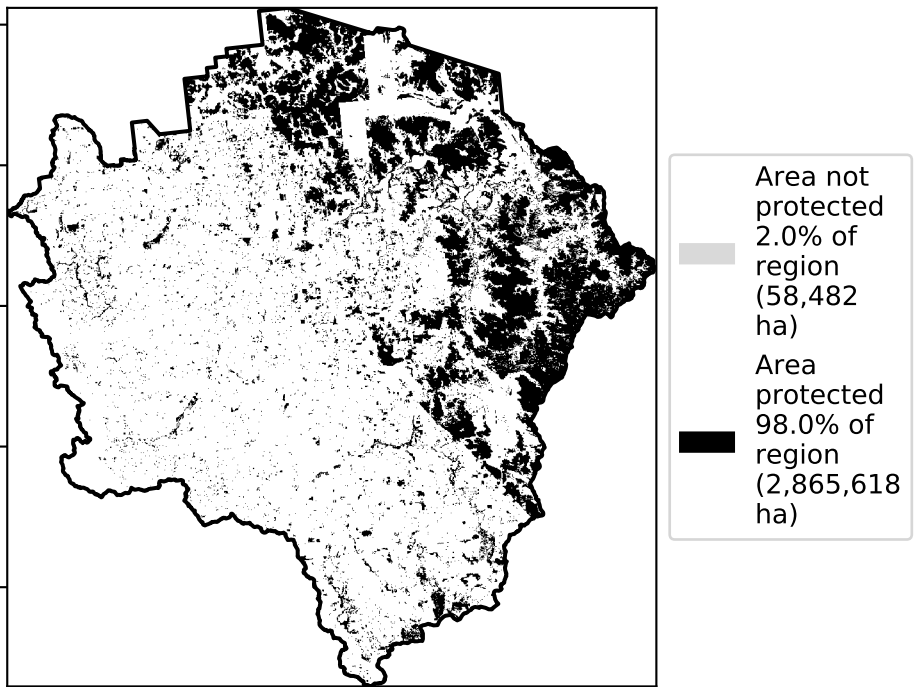 Area not
protected
2.0% of
region
(58,482
ha)
Area
protected
98.0% of
region
(2,865,618
ha)